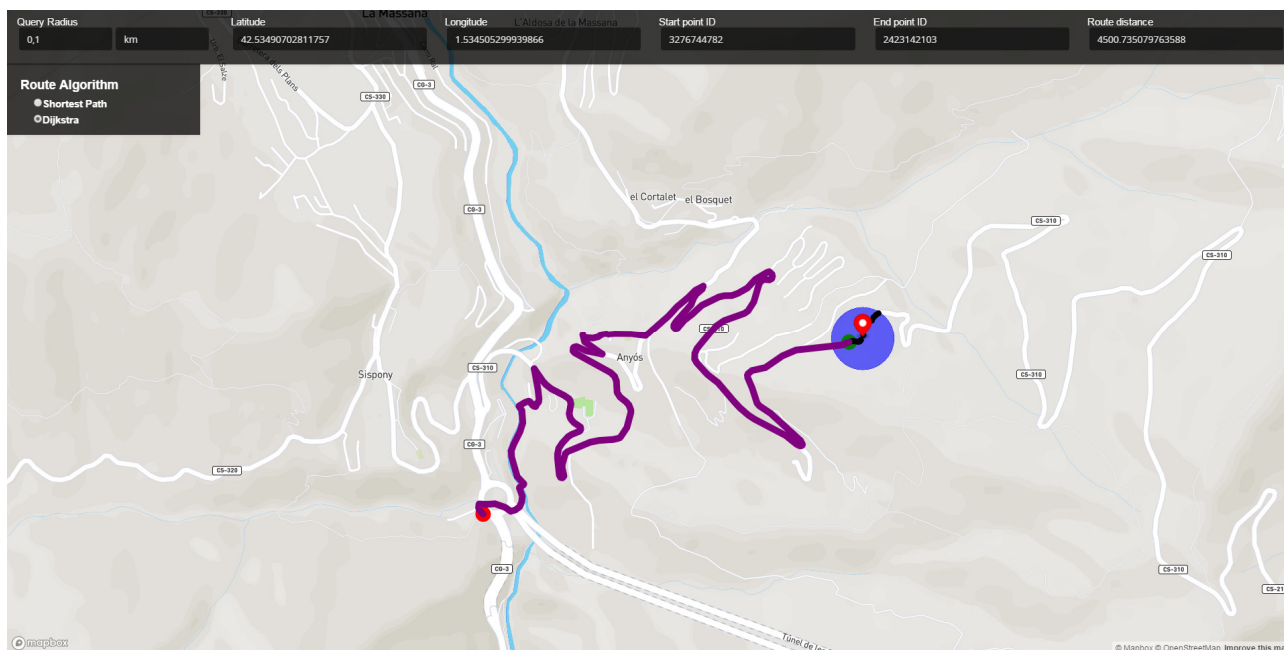 Query Radius
0,1
km
Latitude
42.53490702811757
Longitude
1.534505299939866
Start point ID
3276744782
End point ID
2423142103
Route distance
4500.735079763588
La Massana
L'Aldosa de la Massana
Route Algorithm
Shortest Path
Dijkstra
CS-330
CG-3
el Cortalet
el Bosquet
CG-3
CS-310
CS-310
CS-310
Anyós
CS-310
Sispony
CS-310
CG-3
CS-320
CG-3
CS-310
CS-21
Túnel de le
mapbox
© Mapbox © OpenStreetMap Improve this ma